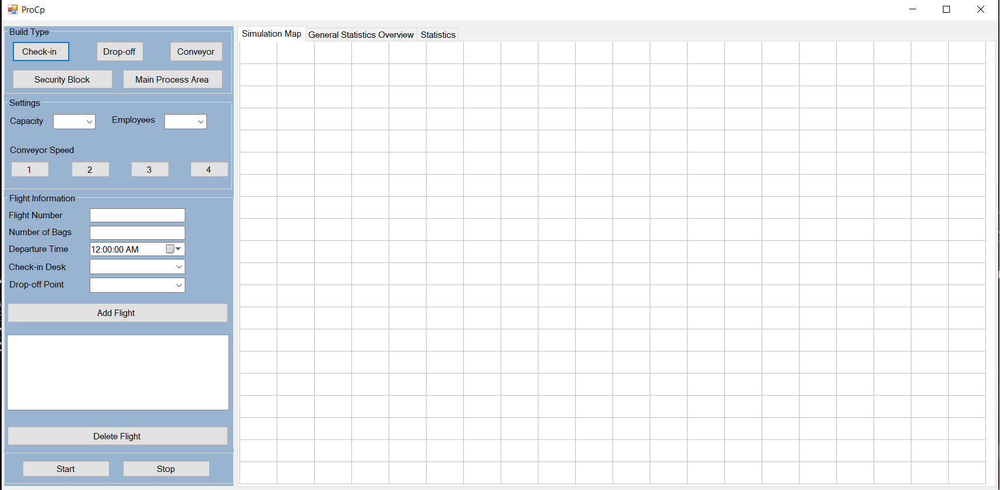 ProCp
Build Type
Check-in Drop-off Conveyor
Security Block Main Process Area
Settings
Capacity Employees
Conveyor Speed
1 2 3 4
Flight Information
Flight Number
Number of Bags
Departure Time 12:00:00 AM
Check-in Desk
Drop-off Point
Add Flight
Delete Flight
Start Stop
Simulation Map General Statistics Overview Statistics